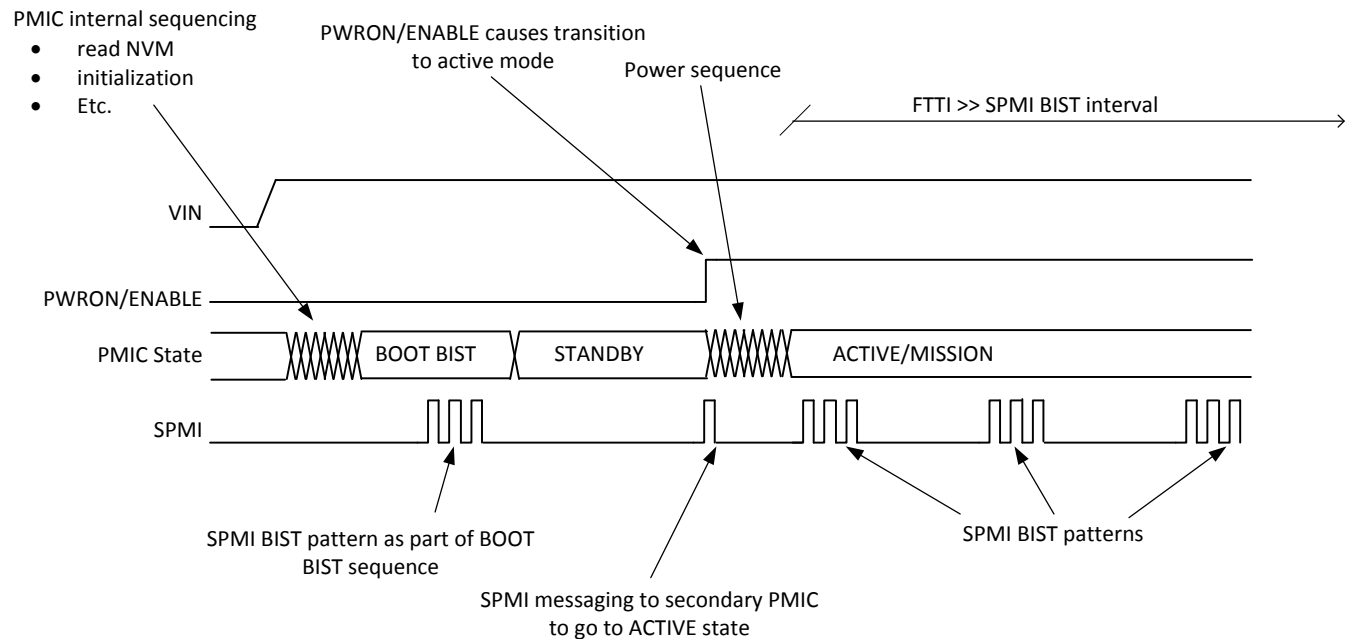 PMIC internal sequencing
• read NVM
• initialization
• Etc.
PWRON/ENABLE causes transition
to active mode
Power sequence
FTTI >> SPMI BIST interval
VIN
PWRON/ENABLE
PMIC State
BOOT BIST
STANDBY
ACTIVE/MISSION
SPMI
SPMI BIST pattern as part of BOOT
BIST sequence
SPMI messaging to secondary PMIC
to go to ACTIVE state
SPMI BIST patterns